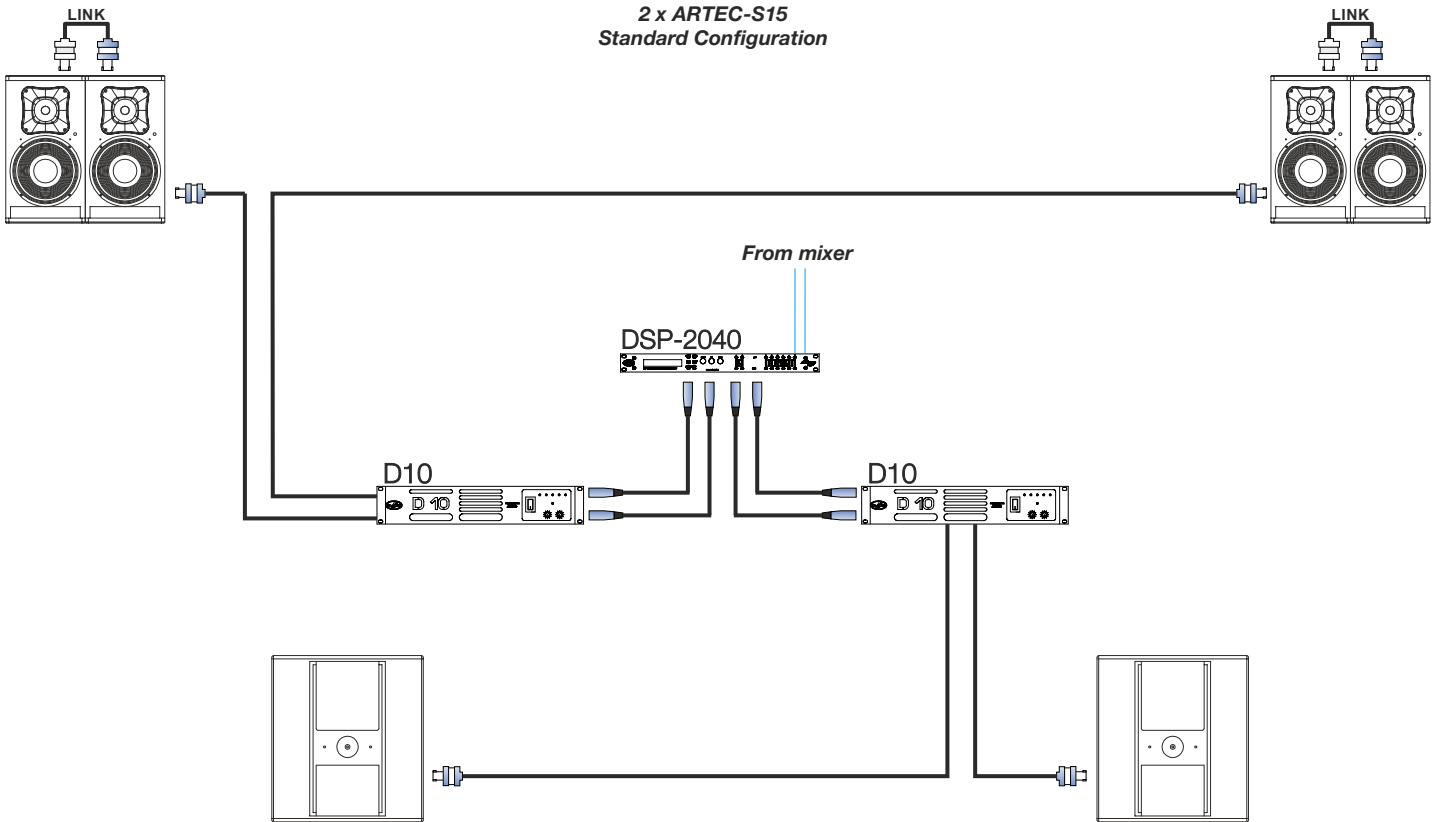 2 x ARTEC-S15
Standard Configuration
LINK
LINK
From mixer
DSP-2040
D10
D10
D 10
D 10